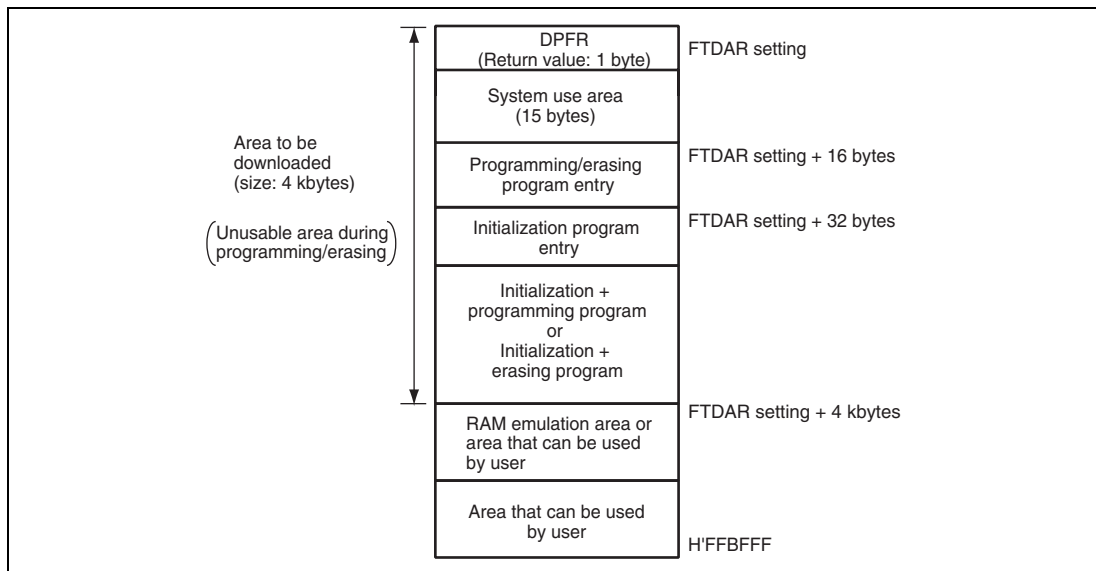 DPFR
(Return value: 1 byte)
FTDAR setting
System use area
(15 bytes)
Area to be
downloaded
(size: 4 kbytes)
(Unusable area during
programming/erasing)
FTDAR setting + 16 bytes
Programming/erasing
program entry
FTDAR setting + 32 bytes
Initialization program
entry
Initialization +
programming program
or
Initialization +
erasing program
FTDAR setting + 4 kbytes
RAM emulation area or
area that can be used
by user
Area that can be used
by user
H'FFBFFF